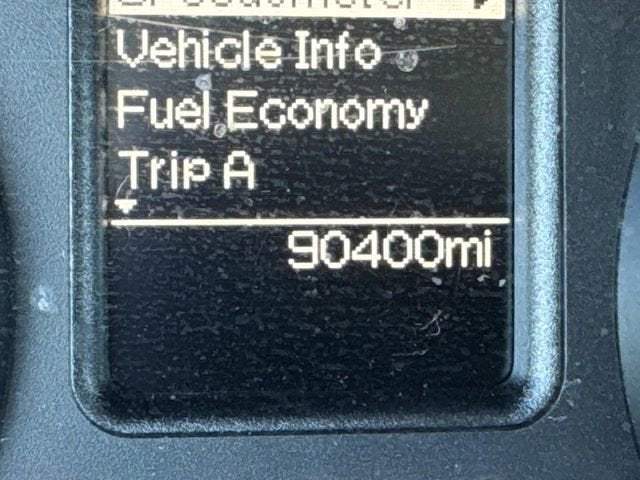 Vehicle Info
Fuel Economy
Trip A
90400mi